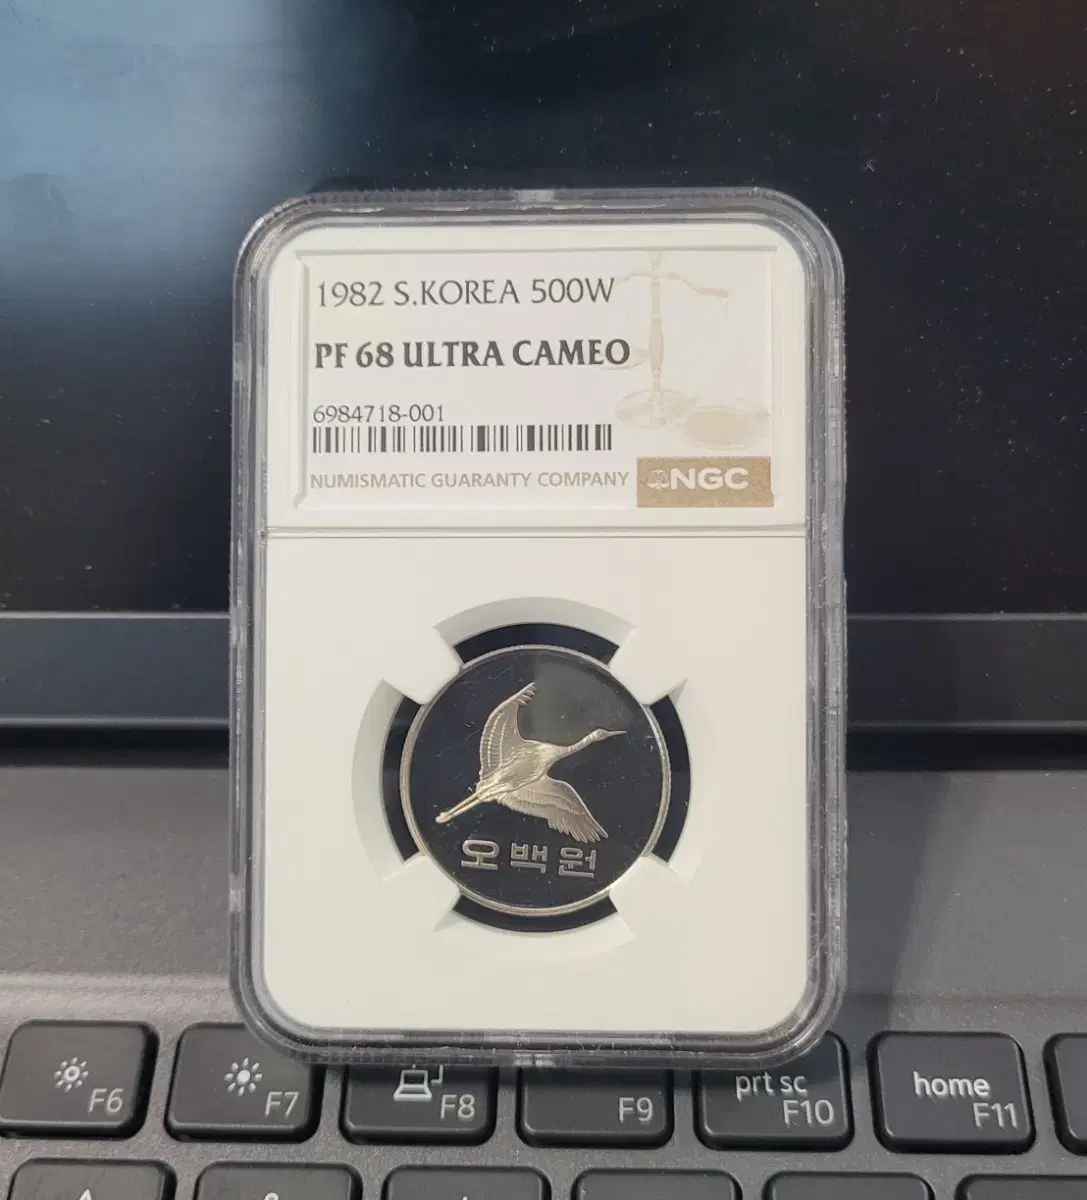 1982 S.KOREA 500W
PF 68 ULTRA CAMEO
6984718-001
NUMISMATIC GUARANTY COMPANY
NGC
오백원
F6
F7
F8
F9
prt sc
F10
home
F11